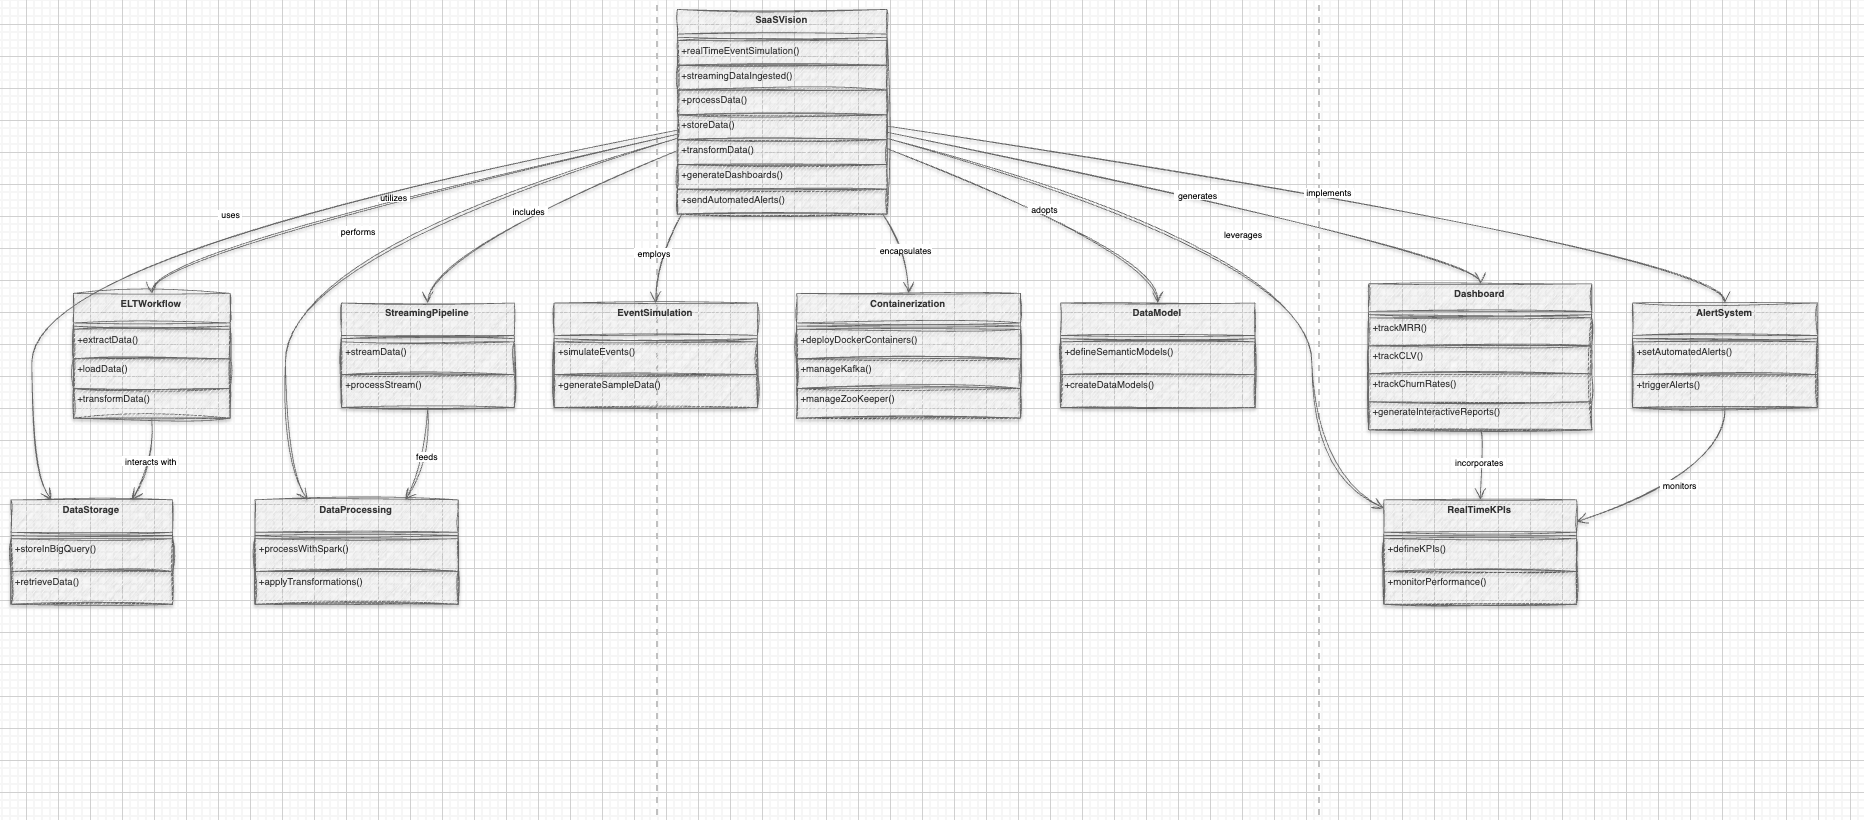 SaaSVision
+realTimeEventSimulation()
+streamingDataIngested()
+processData()
+storeData()
+transformData()
+generateDashboards()
+sendAutomatedAlerts()
uses
utilizes
performs
includes
employs
encapsulates
adopts
generates
leverages
implements
ELTWorkflow
+extractData()
+loadData()
+transformData()
StreamingPipeline
+streamData()
+processStream()
EventSimulation
+simulateEvents()
+generateSampleData()
Containerization
+deployDockerContainers()
+manageKafka()
+manageZooKeeper()
DataModel
+defineSemanticModels()
+createDataModels()
Dashboard
+trackMRR()
+trackCLV()
+trackChurnRates()
+generateInteractiveReports()
AlertSystem
+setAutomatedAlerts()
+triggerAlerts()
interacts with
feeds
incorporates
monitors
DataStorage
+storeInBigQuery()
+retrieveData()
DataProcessing
+processWithSpark()
+applyTransformations()
RealTimeKPIs
+defineKPIs()
+monitorPerformance()